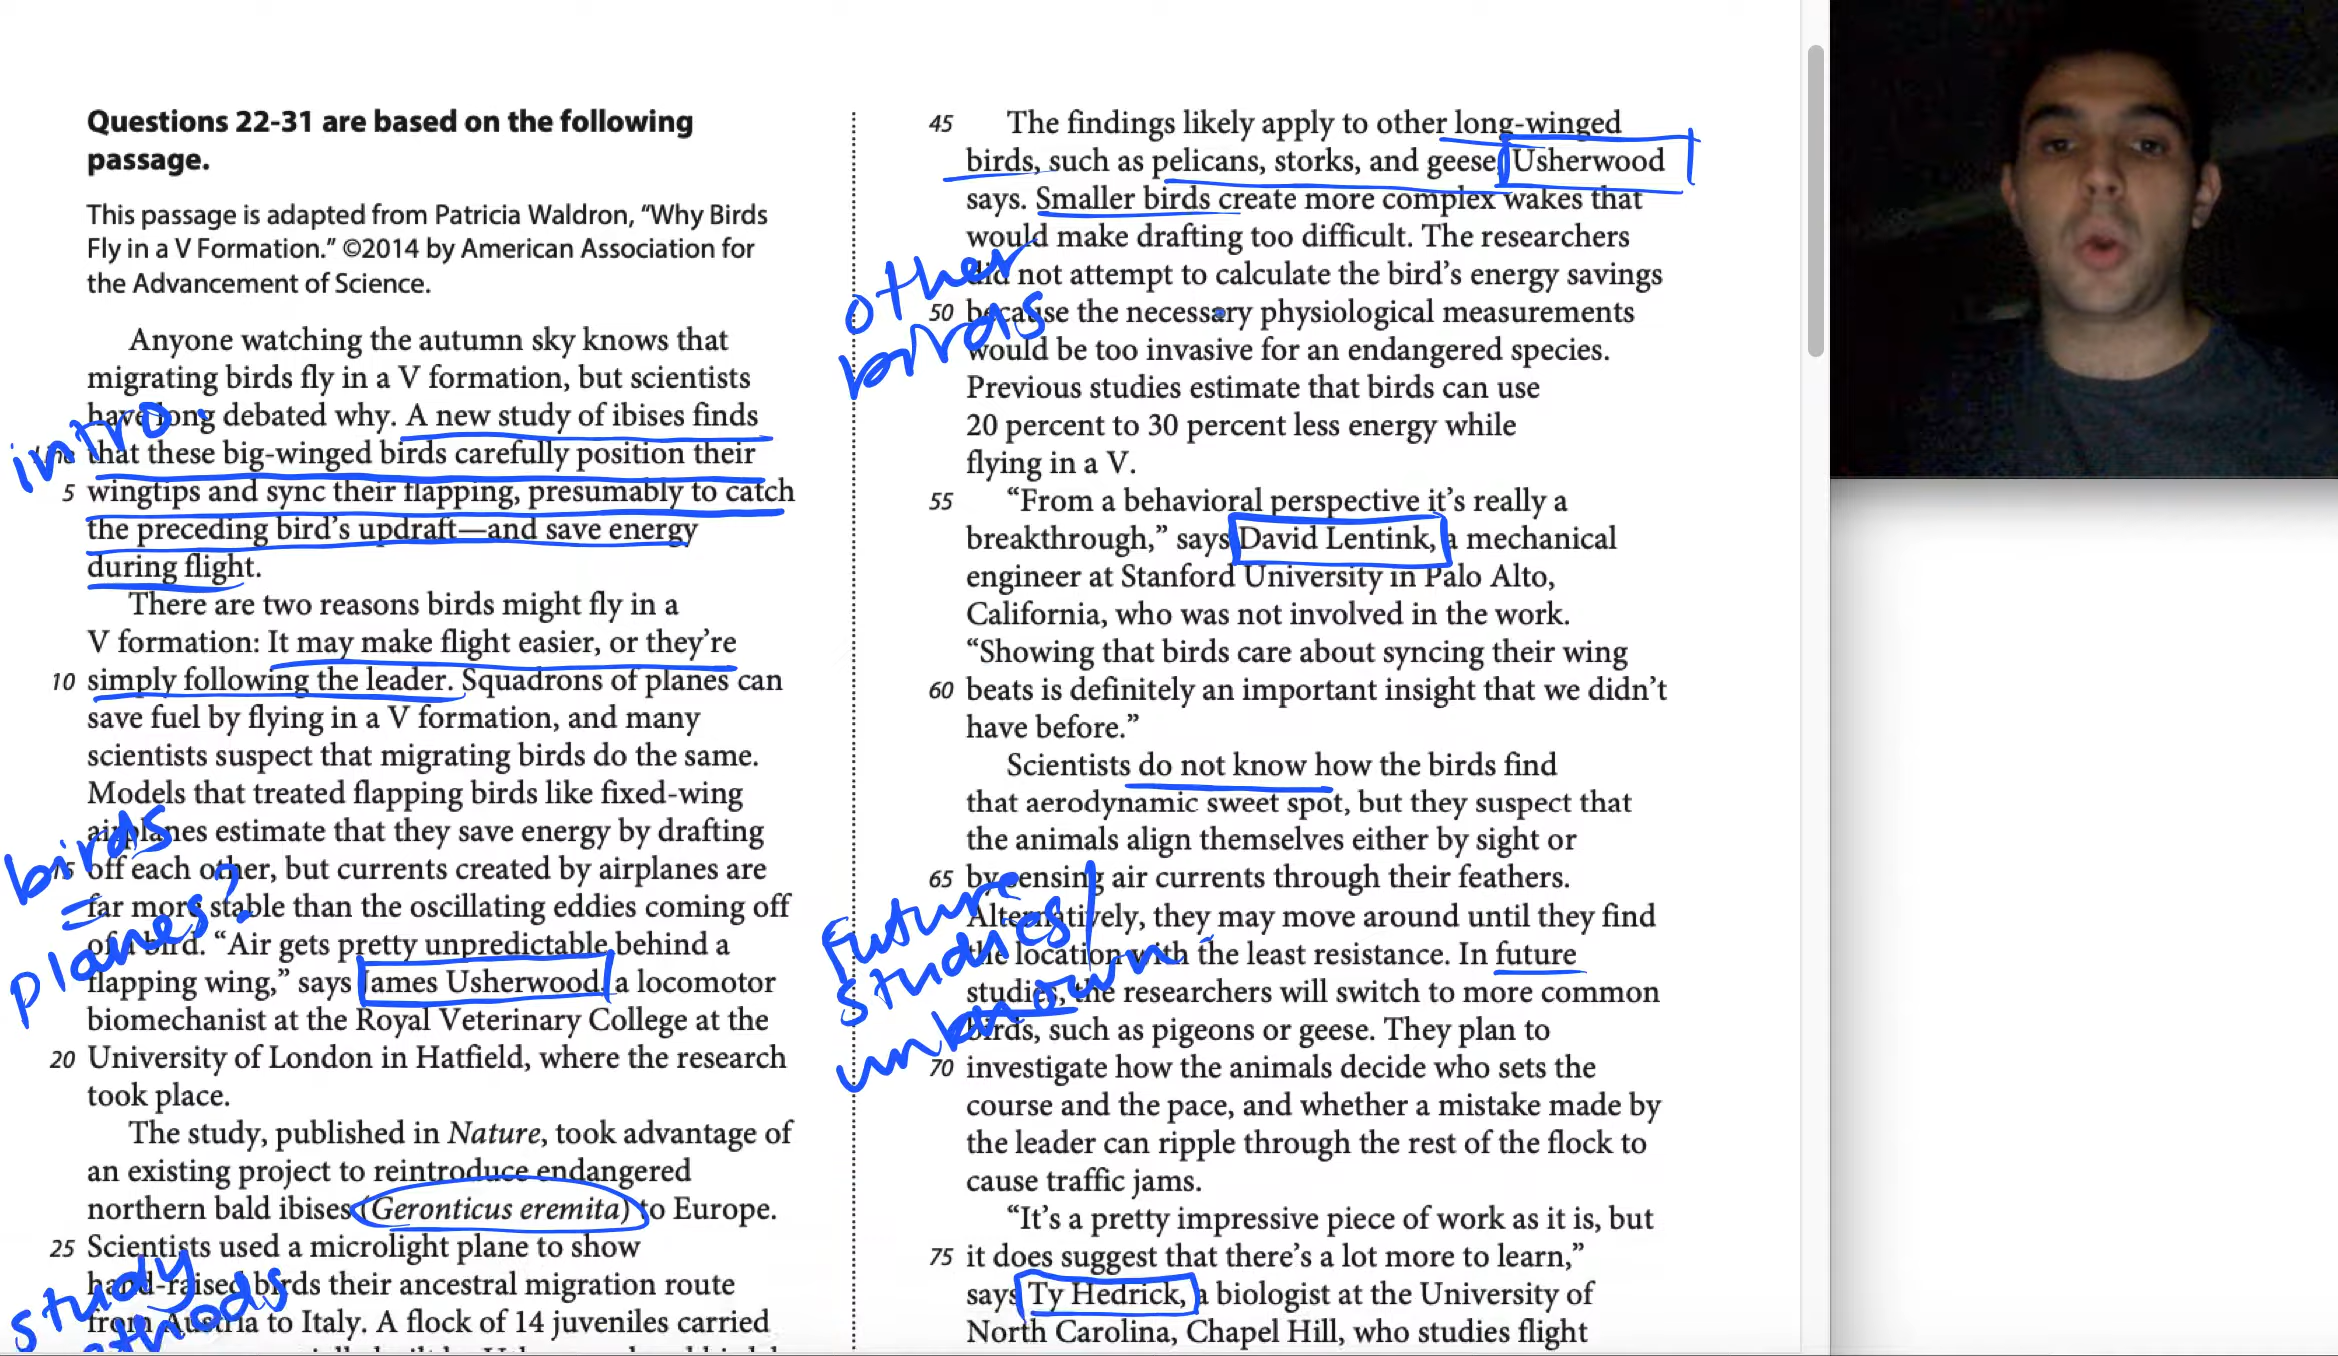 Questions 22-31 are based on the following
passage.
This passage is adapted from Patricia Waldron, “Why Birds
Fly in a V Formation.” ©2014 by American Association for
the Advancement of Science.
Anyone watching the autumn sky knows that
migrating birds fly in a V formation, but scientists
have long debated why. A new study of ibises finds
intro.
that these big-winged birds carefully position their
5 wingtips and sync their flapping, presumably to catch
the preceding bird’s updraft—and save energy
during flight.
There are two reasons birds might fly in a
V formation: It may make flight easier, or they’re
10 simply following the leader. Squadrons of planes can
save fuel by flying in a V formation, and many
scientists suspect that migrating birds do the same.
Models that treated flapping birds like fixed-wing
airplanes estimate that they save energy by drafting
15 off each other, but currents created by airplanes are
far more stable than the oscillating eddies coming off
of a bird. “Air gets pretty unpredictable behind a
flapping wing,” says James Usherwood, a locomotor
biomechanist at the Royal Veterinary College at the
20 University of London in Hatfield, where the research
took place.
birds
=
planes?
The study, published in Nature, took advantage of
an existing project to reintroduce endangered
northern bald ibises (Geronticus eremita) to Europe.
25 Scientists used a microlight plane to show
hand-raised birds their ancestral migration route
from Austria to Italy. A flock of 14 juveniles carried
study
45 The findings likely apply to other long-winged
birds, such as pelicans, storks, and geese, Usherwood
says. Smaller birds create more complex wakes that
would make drafting too difficult. The researchers
did not attempt to calculate the bird’s energy savings
50 because the necessary physiological measurements
would be too invasive for an endangered species.
Previous studies estimate that birds can use
20 percent to 30 percent less energy while
flying in a V.
other
birds
55 “From a behavioral perspective it’s really a
breakthrough,” says David Lentink, a mechanical
engineer at Stanford University in Palo Alto,
California, who was not involved in the work.
“Showing that birds care about syncing their wing
60 beats is definitely an important insight that we didn’t
have before.”
Scientists do not know how the birds find
that aerodynamic sweet spot, but they suspect that
the animals align themselves either by sight or
65 by sensing air currents through their feathers.
Alternatively, they may move around until they find
the location with the least resistance. In future
studies, the researchers will switch to more common
birds, such as pigeons or geese. They plan to
70 investigate how the animals decide who sets the
course and the pace, and whether a mistake made by
the leader can ripple through the rest of the flock to
cause traffic jams.
future
studies/
unknown
“It’s a pretty impressive piece of work as it is, but
75 it does suggest that there’s a lot more to learn,”
says Ty Hedrick, a biologist at the University of
North Carolina, Chapel Hill, who studies flight